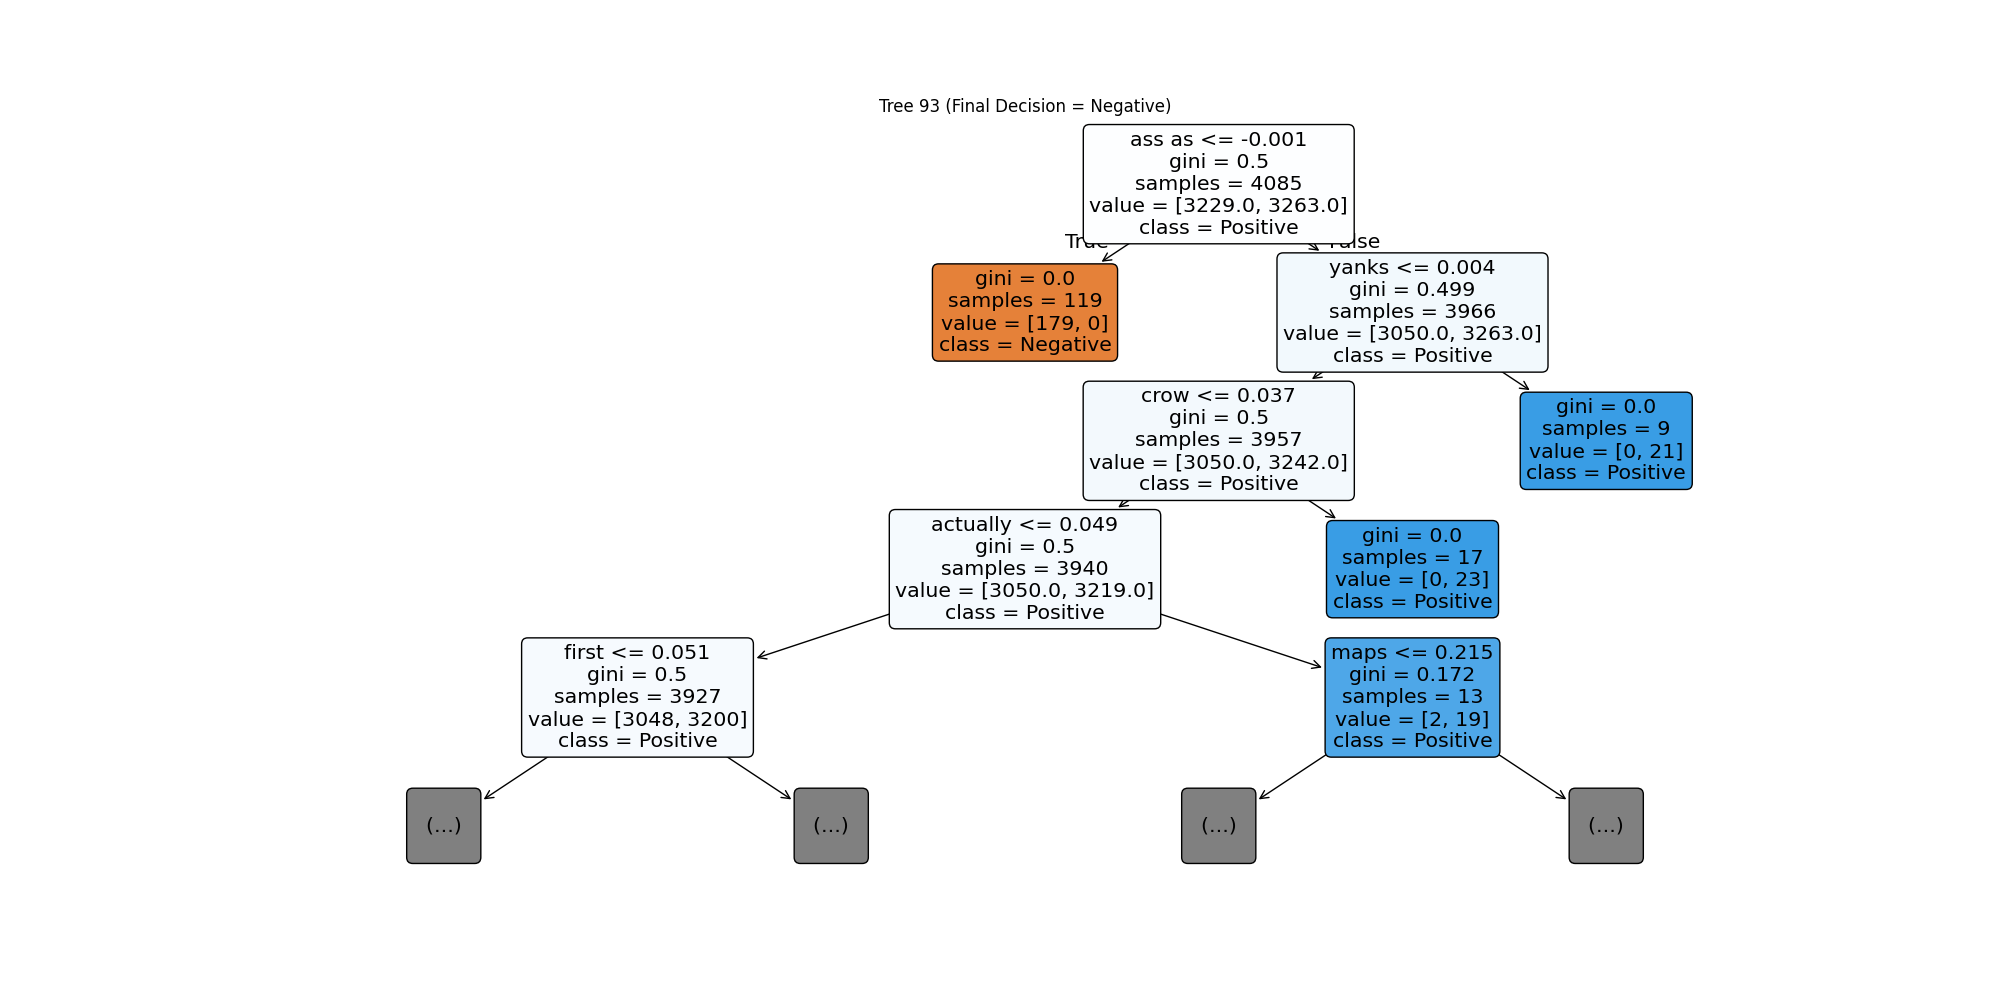 Tree 93 (Final Decision = Negative)
ass as <= -0.001
gini = 0.5
samples = 4085
value = [3229.0, 3263.0]
class = Positive
True
False
gini = 0.0
samples = 119
value = [179, 0]
class = Negative
yanks <= 0.004
gini = 0.499
samples = 3966
value = [3050.0, 3263.0]
class = Positive
crow <= 0.037
gini = 0.5
samples = 3957
value = [3050.0, 3242.0]
class = Positive
gini = 0.0
samples = 9
value = [0, 21]
class = Positive
actually <= 0.049
gini = 0.5
samples = 3940
value = [3050.0, 3219.0]
class = Positive
gini = 0.0
samples = 17
value = [0, 23]
class = Positive
first <= 0.051
gini = 0.5
samples = 3927
value = [3048, 3200]
class = Positive
maps <= 0.215
gini = 0.172
samples = 13
value = [2, 19]
class = Positive
(...)
(...)
(...)
(...)